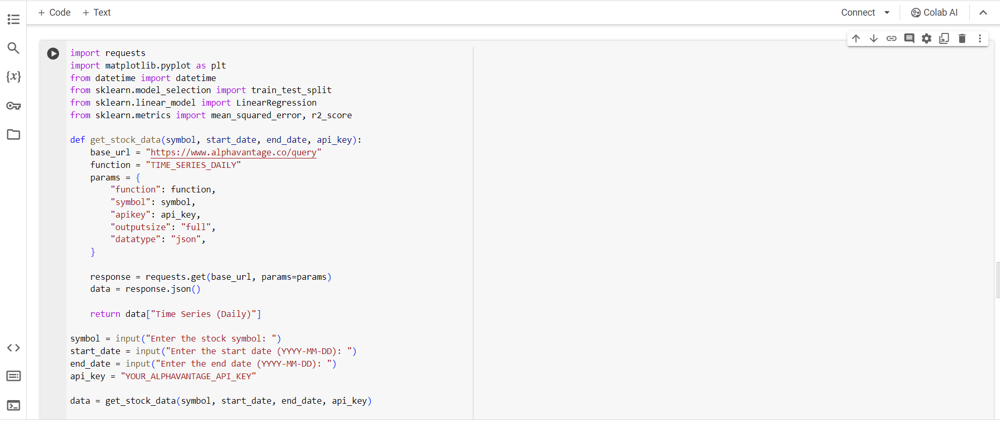 + Code + Text
Connect
Colab AI
{x}
import requests
import matplotlib.pyplot as plt
from datetime import datetime
from sklearn.model_selection import train_test_split
from sklearn.linear_model import LinearRegression
from sklearn.metrics import mean_squared_error, r2_score
def get_stock_data(symbol, start_date, end_date, api_key):
    base_url = "https://www.alphavantage.co/query"
    function = "TIME_SERIES_DAILY"
    params = {
        "function": function,
        "symbol": symbol,
        "apikey": api_key,
        "outputsize": "full",
        "datatype": "json",
    }
    response = requests.get(base_url, params=params)
    data = response.json()
    return data["Time Series (Daily)"]
symbol = input("Enter the stock symbol: ")
start_date = input("Enter the start date (YYYY-MM-DD): ")
end_date = input("Enter the end date (YYYY-MM-DD): ")
api_key = "YOUR_ALPHAVANTAGE_API_KEY"
data = get_stock_data(symbol, start_date, end_date, api_key)